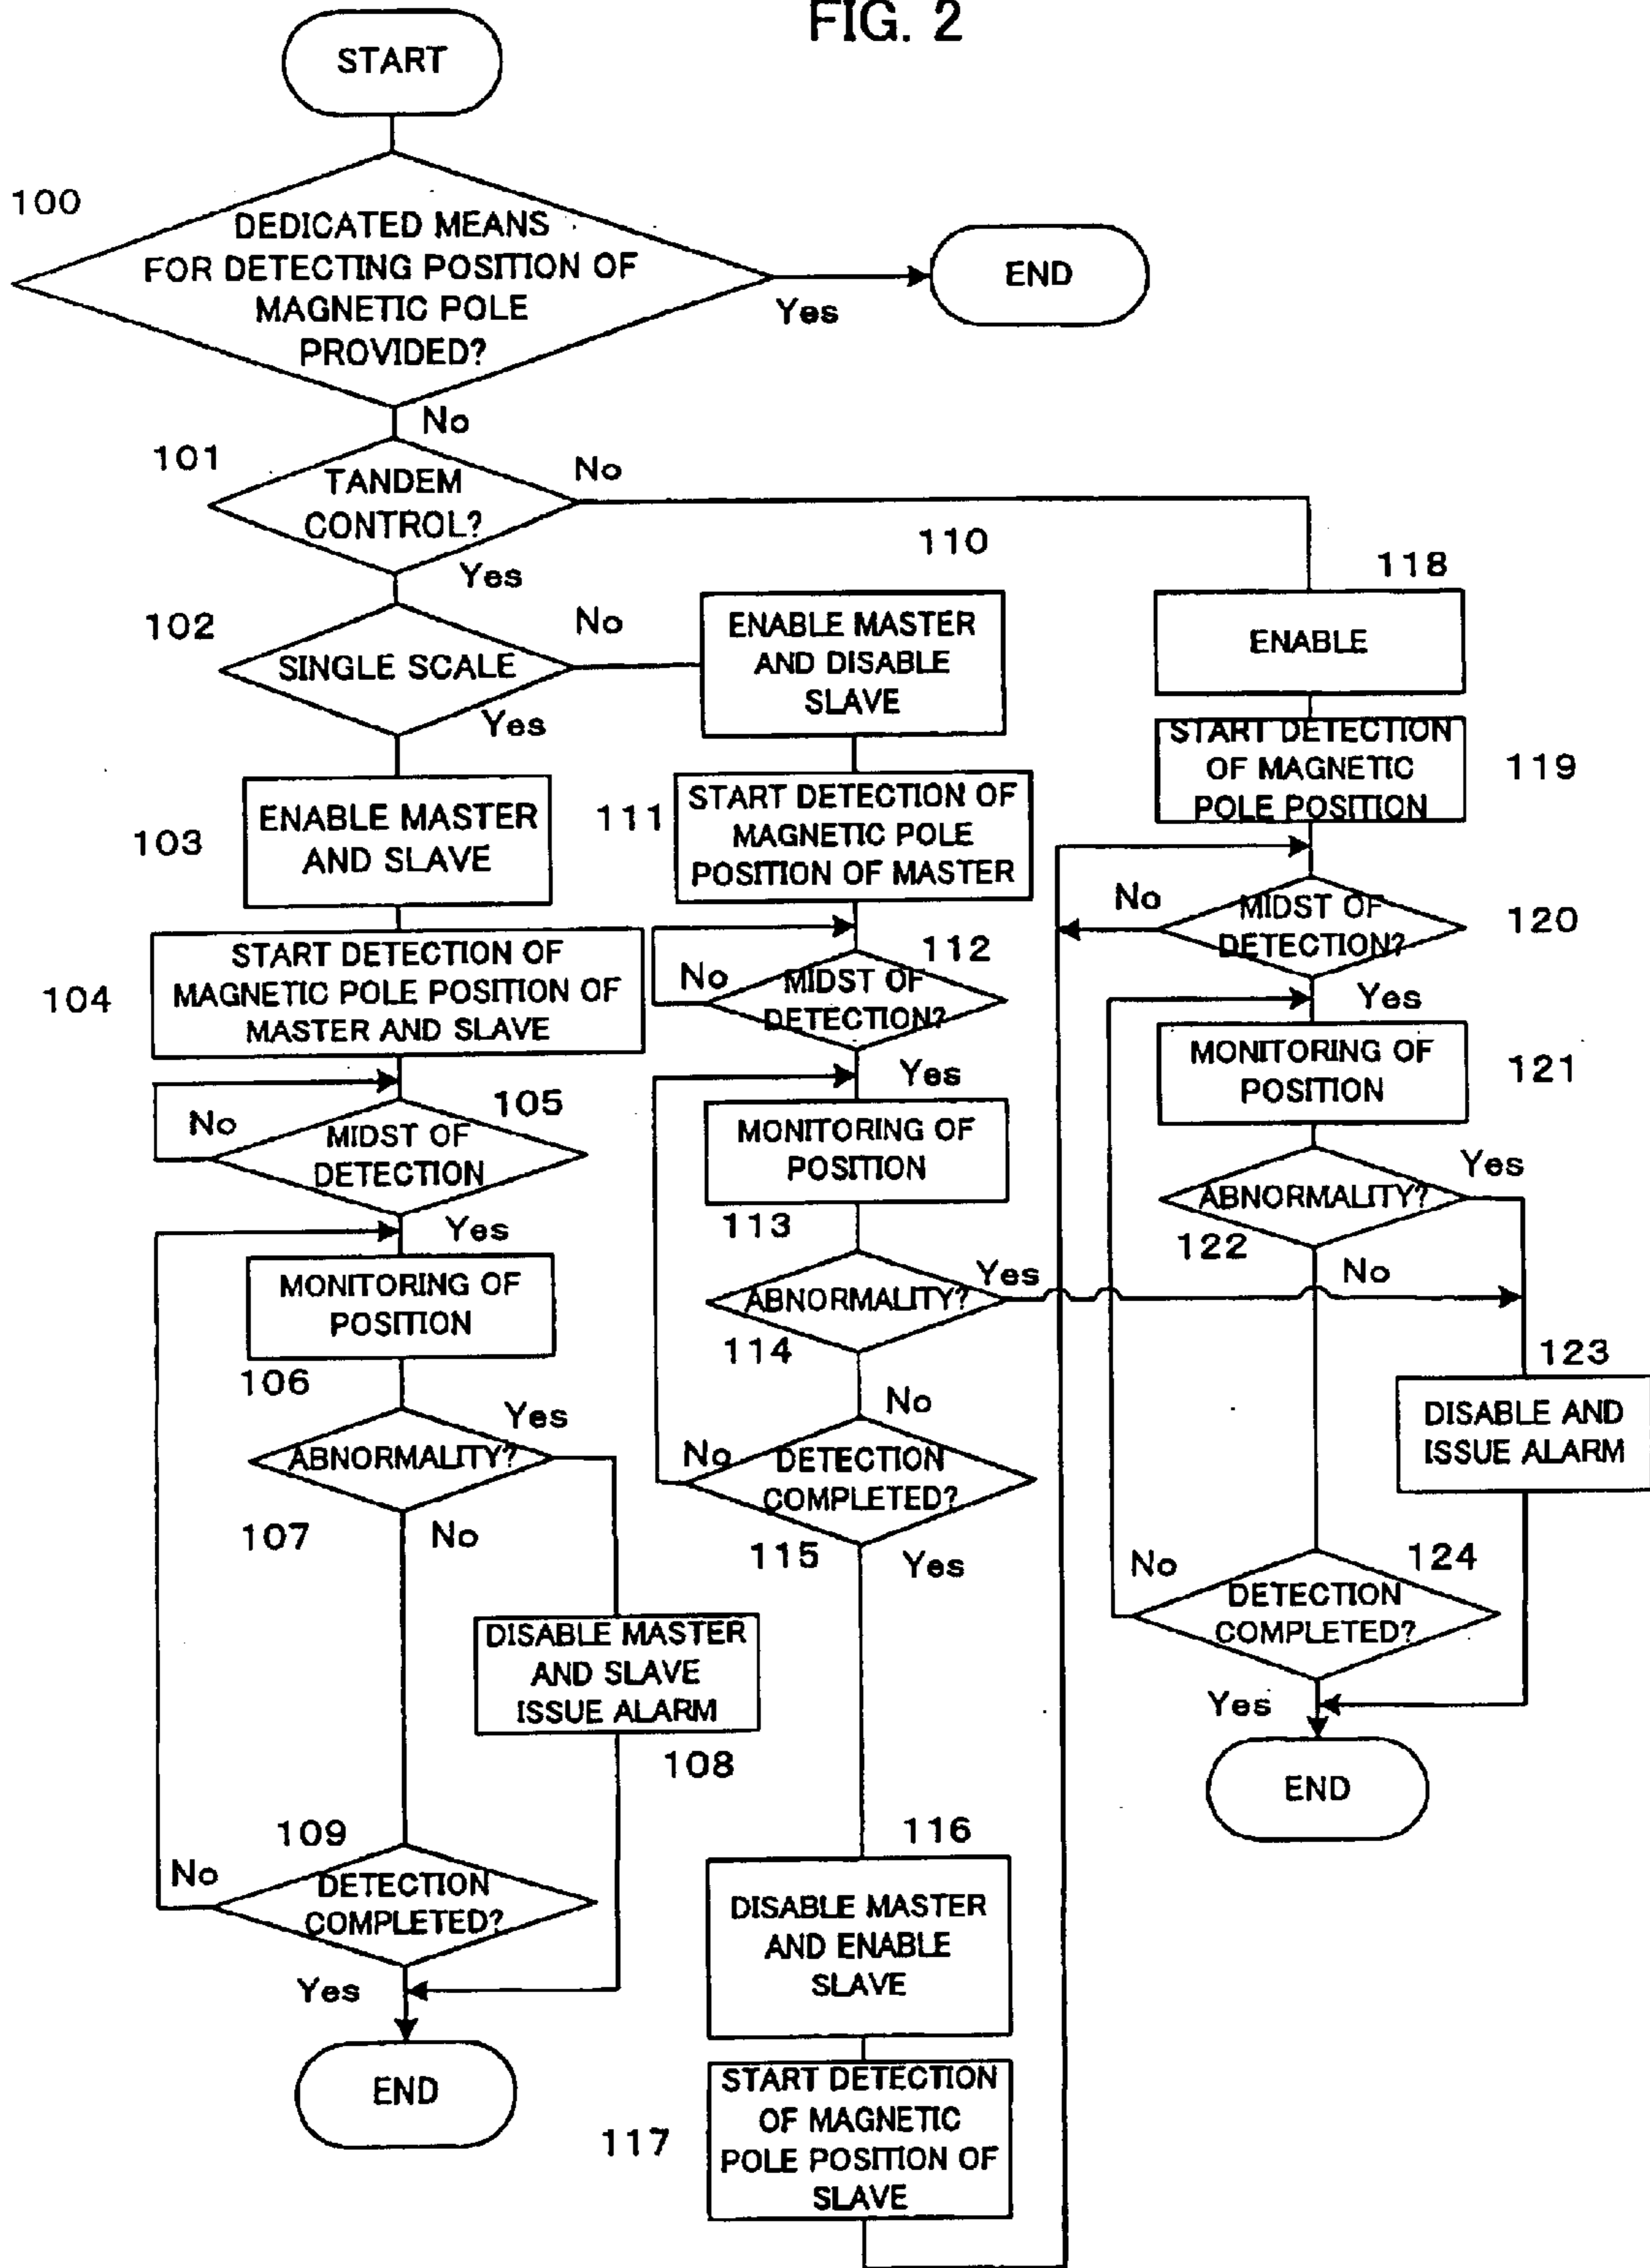 FIG. 2
START
100
DEDICATED MEANS
FOR DETECTING POSITION OF
MAGNETIC POLE
PROVIDED?
Yes
END
No
101
TANDEM
CONTROL?
No
Yes
102
SINGLE SCALE
No
Yes
103
ENABLE MASTER
AND SLAVE
104
START DETECTION OF
MAGNETIC POLE POSITION OF
MASTER AND SLAVE
105
No
MIDST OF
DETECTION
Yes
MONITORING OF
POSITION
106
Yes
ABNORMALITY?
107
No
DISABLE MASTER
AND SLAVE
ISSUE ALARM
108
109
No
DETECTION
COMPLETED?
Yes
END
110
ENABLE MASTER
AND DISABLE
SLAVE
111
START DETECTION OF
MAGNETIC POLE
POSITION OF MASTER
112
No
MIDST OF
DETECTION?
Yes
MONITORING OF
POSITION
113
Yes
ABNORMALITY?
114
No
No
DETECTION
COMPLETED?
115
Yes
116
DISABLE MASTER
AND ENABLE
SLAVE
117
START DETECTION
OF MAGNETIC
POLE POSITION OF
SLAVE
118
ENABLE
START DETECTION
OF MAGNETIC
POLE POSITION
119
No
MIDST OF
DETECTION?
120
Yes
MONITORING OF
POSITION
121
Yes
ABNORMALITY?
122
No
123
DISABLE AND
ISSUE ALARM
124
No
DETECTION
COMPLETED?
Yes
END